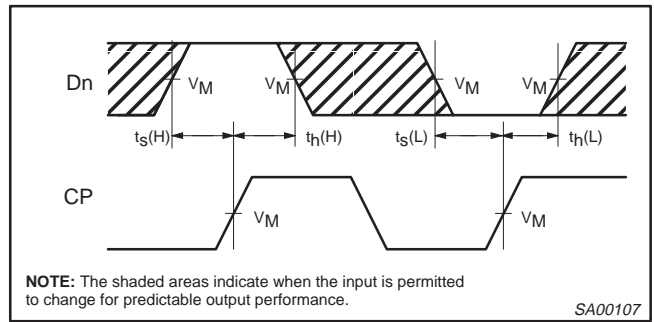 Dn VM VM VM VM
ts(H) th(H) ts(L) th(L)
CP VM VM
NOTE: The shaded areas indicate when the input is permitted
to change for predictable output performance.
SA00107